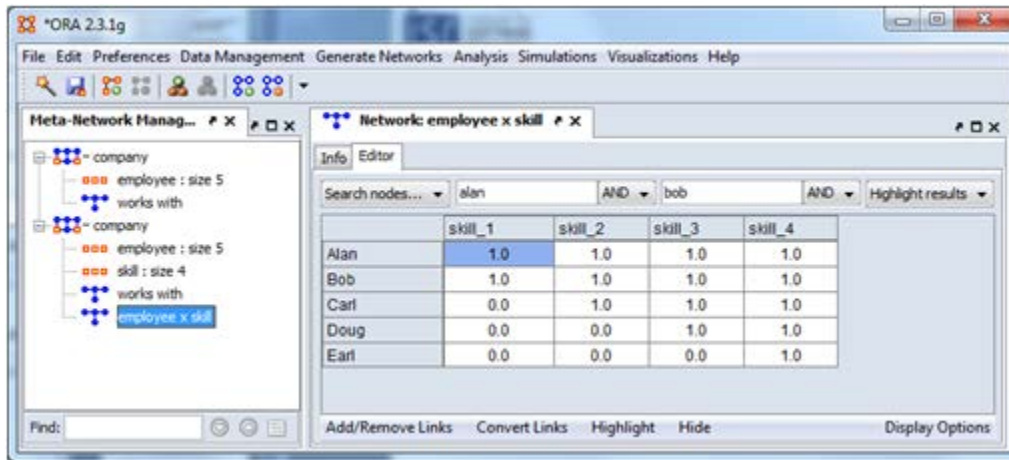 *ORA 2.3.1g
File Edit Preferences Data Management Generate Networks Analysis Simulations Visualizations Help
Meta-Network Manag...
company
employee : size 5
works with
company
employee : size 5
skill : size 4
works with
employee x skill
Find:
Network: employee x skill
Info Editor
Search nodes... alan AND bob AND Highlight results
skill_1 skill_2 skill_3 skill_4
Alan 1.0 1.0 1.0 1.0
Bob 1.0 1.0 1.0 1.0
Carl 0.0 1.0 1.0 1.0
Doug 0.0 0.0 1.0 1.0
Earl 0.0 0.0 0.0 1.0
Add/Remove Links Convert Links Highlight Hide Display Options